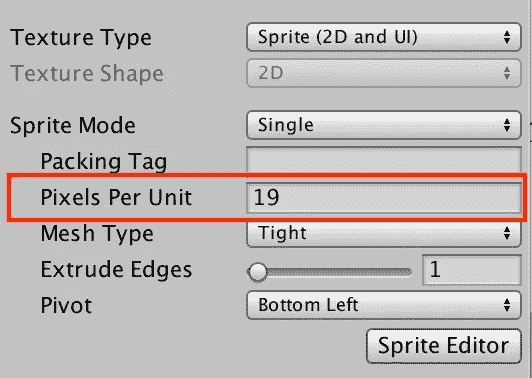 Texture Type Sprite (2D and UI)
Texture Shape 2D
Sprite Mode Single
Packing Tag
Pixels Per Unit 19
Mesh Type Tight
Extrude Edges 1
Pivot Bottom Left
Sprite Editor